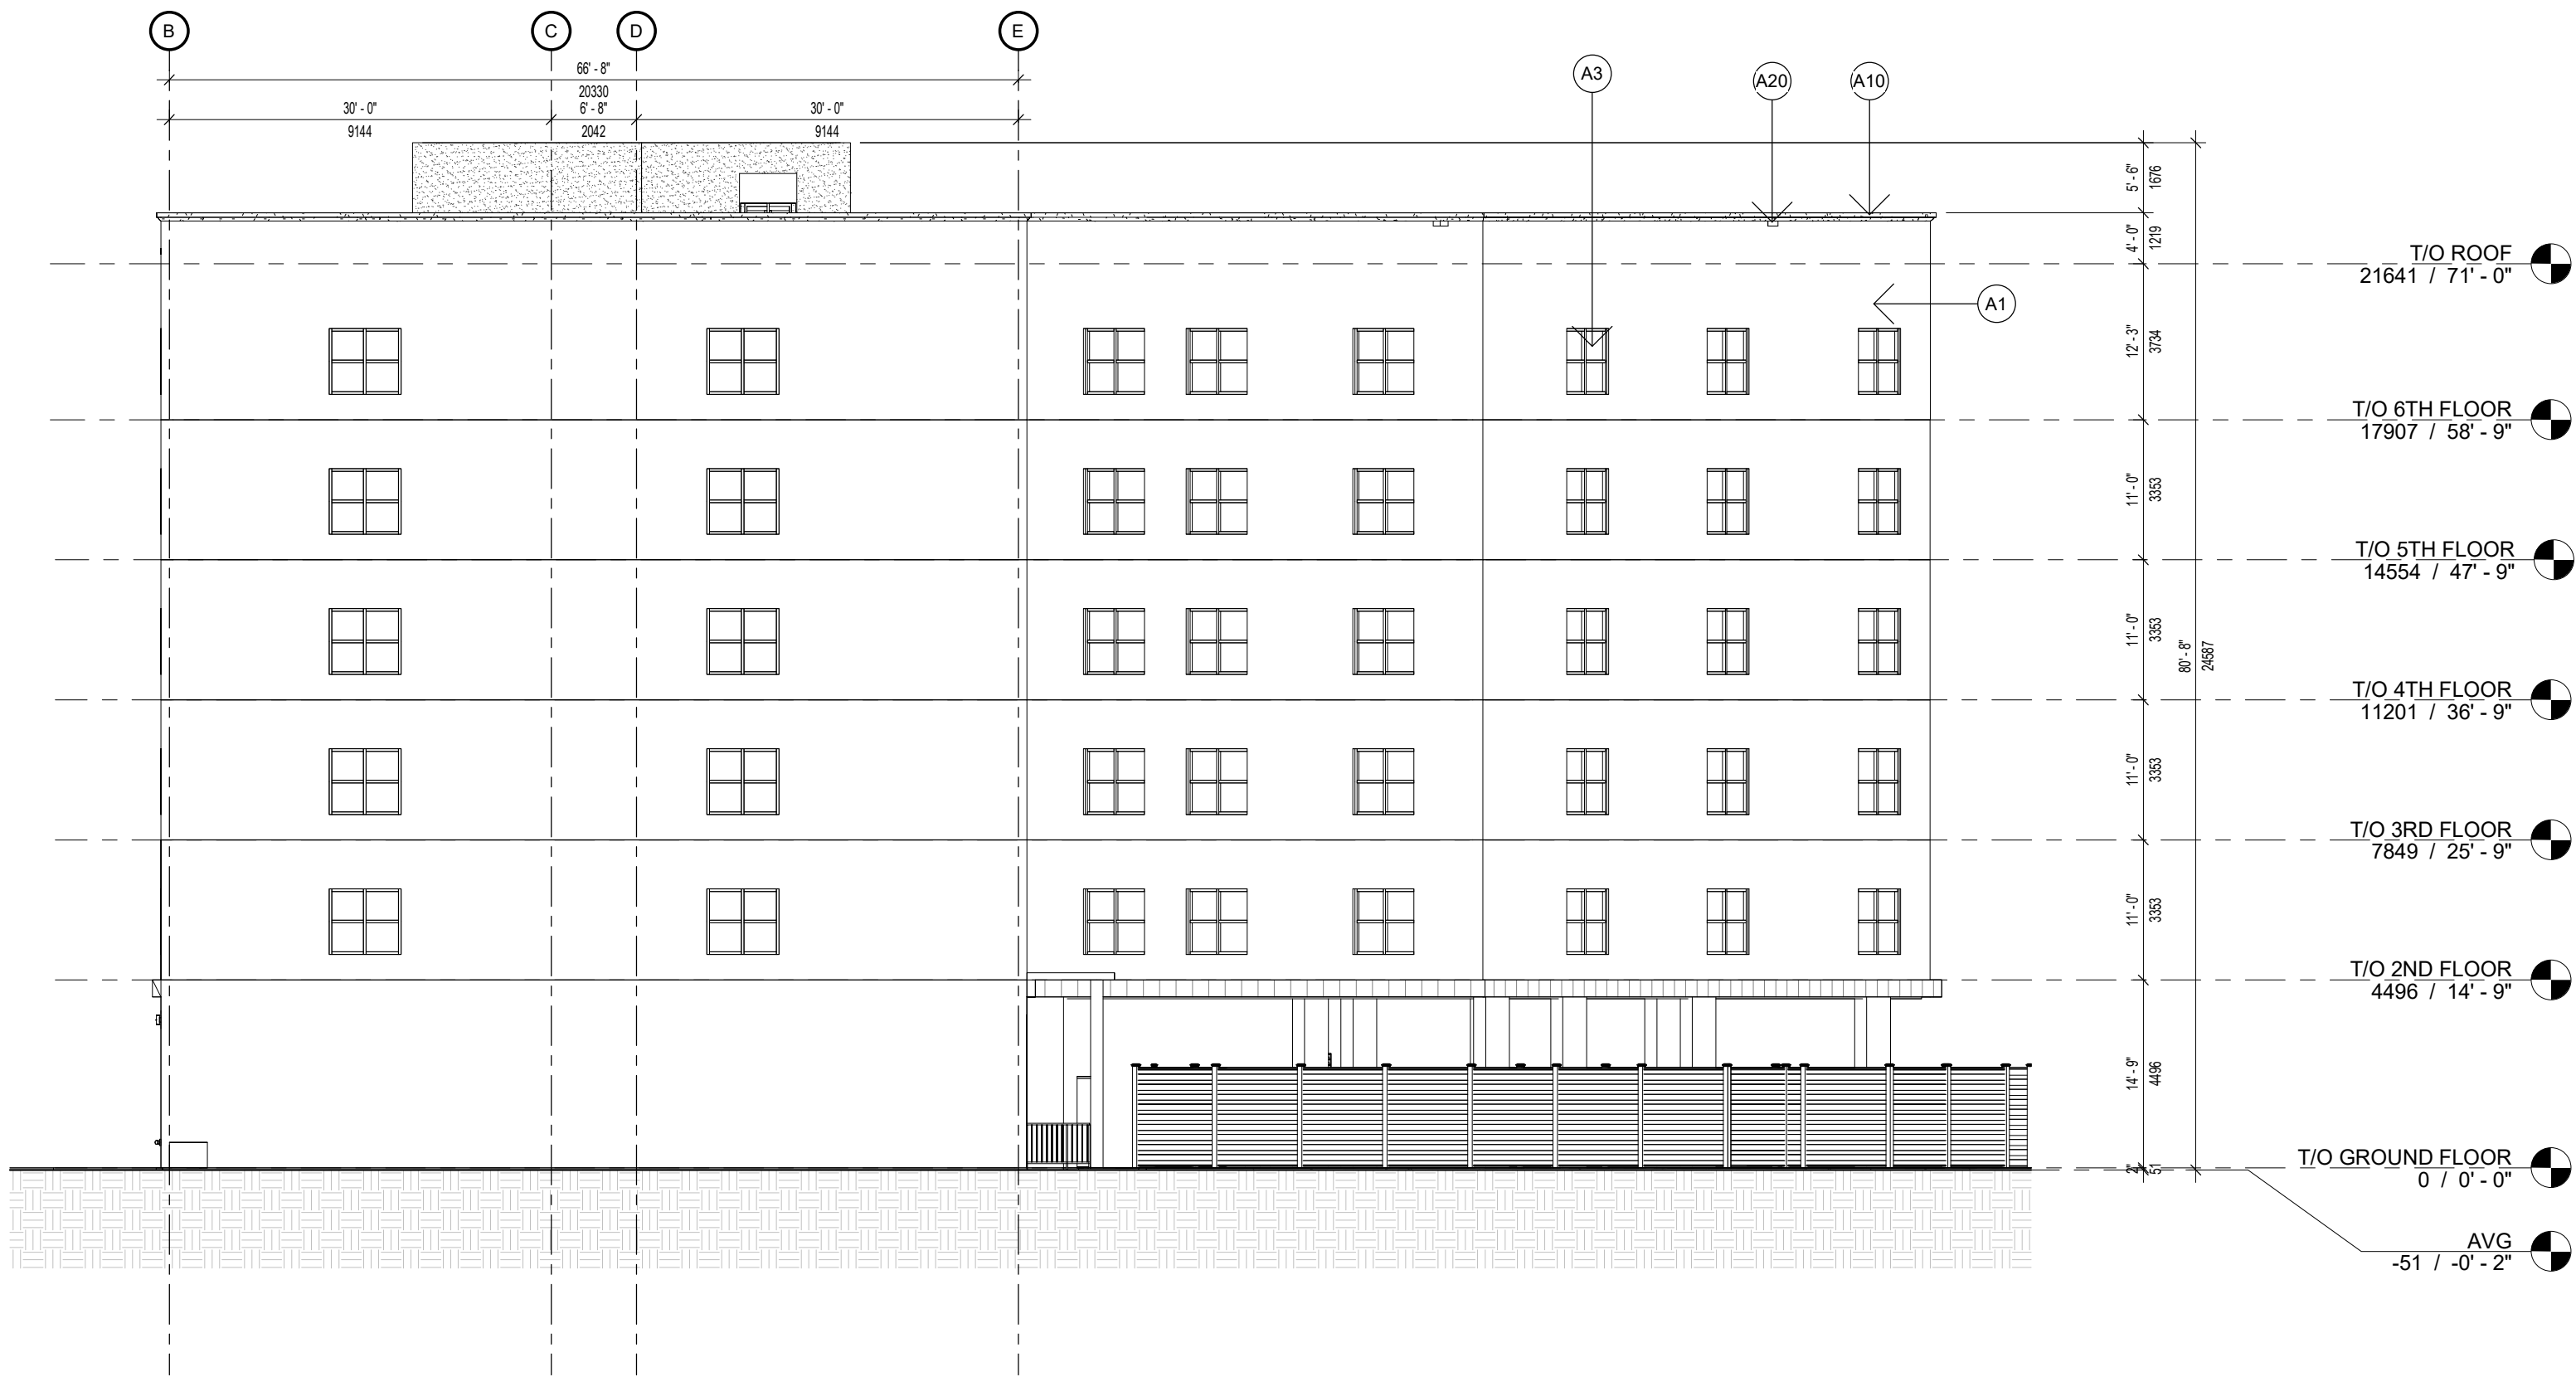 B
C
D
E
66' - 8"
20330
30' - 0"
9144
6' - 8"
2042
30' - 0"
9144
A3
A20
A10
A1
5' - 6"
1676
4' - 0"
1219
12' - 3"
3734
11' - 0"
3353
11' - 0"
3353
11' - 0"
3353
11' - 0"
3353
14' - 9"
4496
2"
51
80' - 8"
24587
T/O ROOF
21641 / 71' - 0"
T/O 6TH FLOOR
17907 / 58' - 9"
T/O 5TH FLOOR
14554 / 47' - 9"
T/O 4TH FLOOR
11201 / 36' - 9"
T/O 3RD FLOOR
7849 / 25' - 9"
T/O 2ND FLOOR
4496 / 14' - 9"
T/O GROUND FLOOR
0 / 0' - 0"
AVG
-51 / -0' - 2"